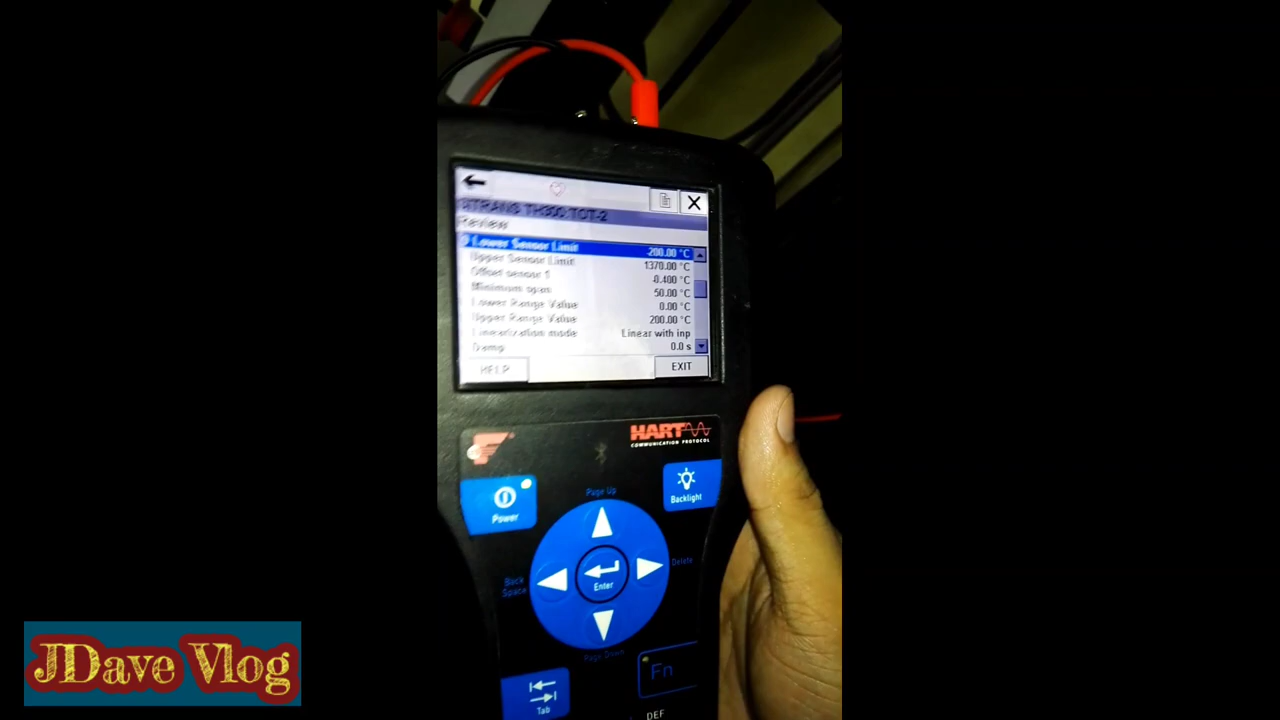 SITRANS TH300:TOT-2
Review
Lower Sensor Limit -200.00 °C
Upper Sensor Limit 1370.00 °C
Offset sensor 1 -0.400 °C
Minimum span 50.00 °C
Lower Range Value 0.00 °C
Upper Range Value 200.00 °C
Linearization mode Linear with inp
Damp 0.0 s
HELP EXIT
HART
COMMUNICATION PROTOCOL
Power
Page Up
Backlight
Back
Space
Enter
Delete
Page Down
Tab
Fn
DEF
JDave Vlog